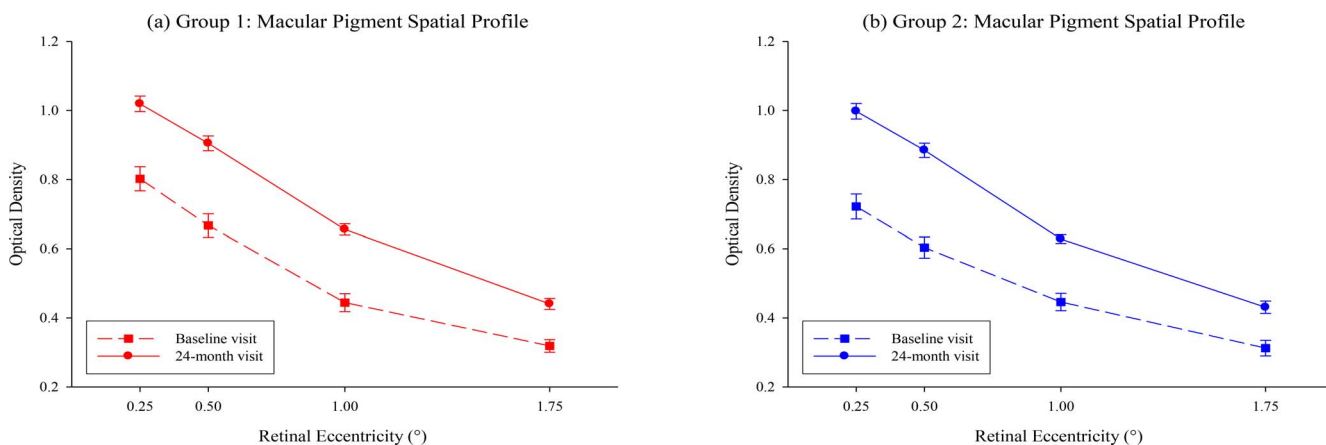 (a) Group 1: Macular Pigment Spatial Profile
1.2
1.0
0.8
0.6
0.4
0.2
Optical Density
Baseline visit
24-month visit
0.25 0.50 1.00 1.75
Retinal Eccentricity (°)
(b) Group 2: Macular Pigment Spatial Profile
1.2
1.0
0.8
0.6
0.4
0.2
Optical Density
Baseline visit
24-month visit
0.25 0.50 1.00 1.75
Retinal Eccentricity (°)